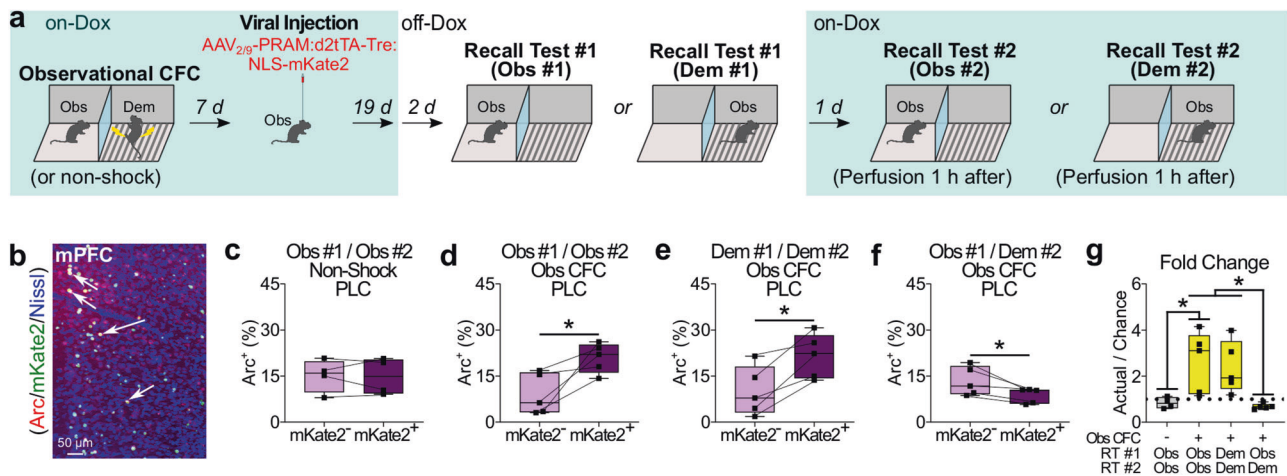 a
on-Dox
Viral Injection
AAV2/9-PRAM:d2tTA-Tre:
NLS-mKate2
off-Dox
on-Dox
Observational CFC
Obs
Dem
(or non-shock)
7 d
Obs
19 d
2 d
Recall Test #1
(Obs #1)
Obs
or
Recall Test #1
(Dem #1)
Obs
1 d
Recall Test #2
(Obs #2)
Obs
(Perfusion 1 h after)
or
Recall Test #2
(Dem #2)
Obs
(Perfusion 1 h after)
b
(Arc/mKate2/Nissl)
mPFC
50 µm
c
Obs #1 / Obs #2
Non-Shock
PLC
Arc+ (%)
45
30
15
0
mKate2- mKate2+
d
Obs #1 / Obs #2
Obs CFC
PLC
Arc+ (%)
45
30
15
0
*
mKate2- mKate2+
e
Dem #1 / Dem #2
Obs CFC
PLC
Arc+ (%)
45
30
15
0
*
mKate2- mKate2+
f
Obs #1 / Dem #2
Obs CFC
PLC
Arc+ (%)
45
30
15
0
*
mKate2- mKate2+
g
Fold Change
Actual / Chance
6
4
2
0
* *
Obs CFC - + + +
RT #1 Obs Obs Dem Obs
RT #2 Obs Obs Dem Dem